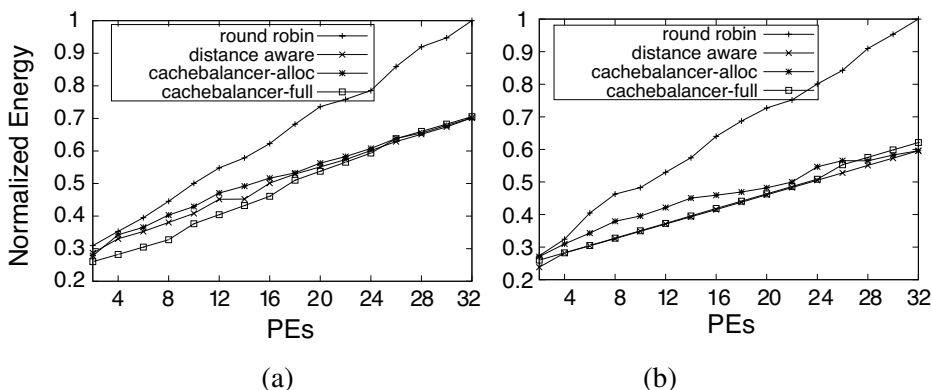 Normalized Energy
1
0.9
0.8
0.7
0.6
0.5
0.4
0.3
0.2
round robin
distance aware
cachebalancer-alloc
cachebalancer-full
4 8 12 16 20 24 28 32
PEs
(a)
1
0.9
0.8
0.7
0.6
0.5
0.4
0.3
0.2
round robin
distance aware
cachebalancer-alloc
cachebalancer-full
4 8 12 16 20 24 28 32
PEs
(b)